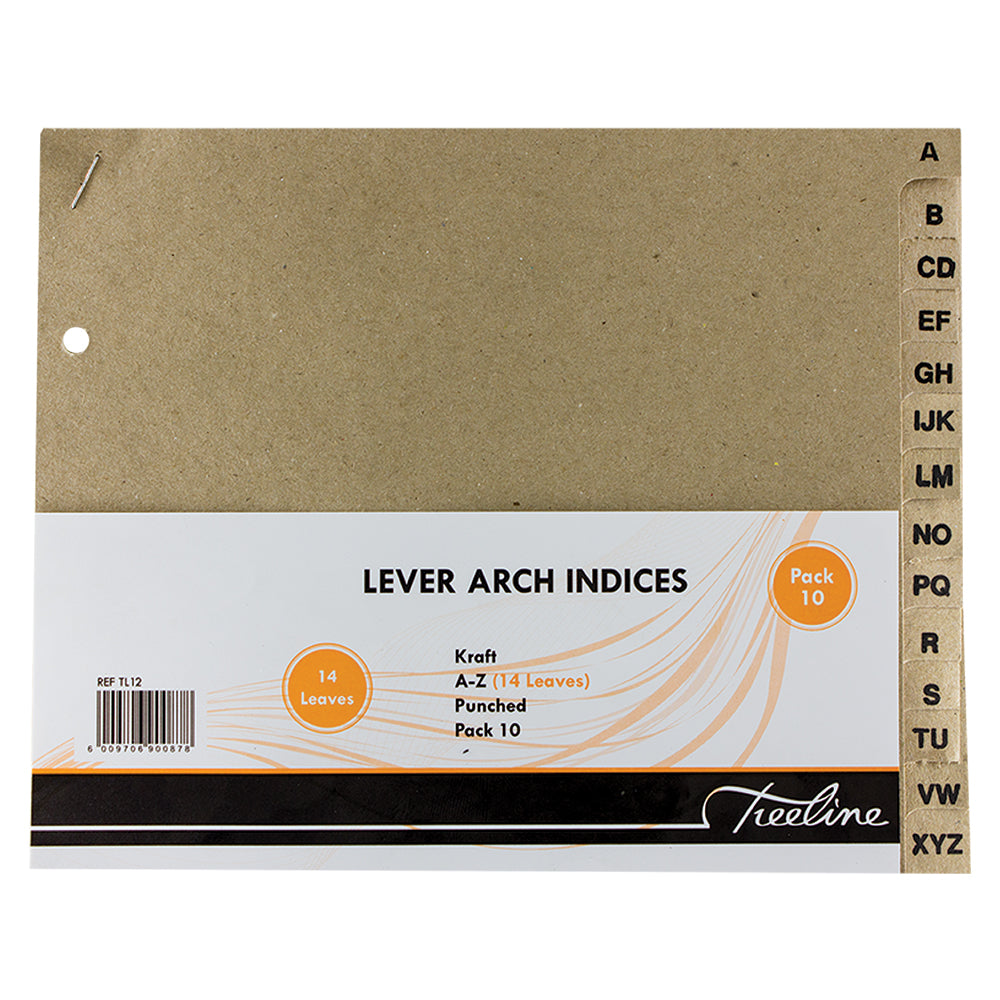 A
B
CD
EF
GH
IJK
LM
NO
PQ
R
S
TU
VW
XYZ
LEVER ARCH INDICES
Pack
10
14
Leaves
Kraft
A-Z (14 Leaves)
Punched
Pack 10
REF TL12
6 009706 900878
Treeline